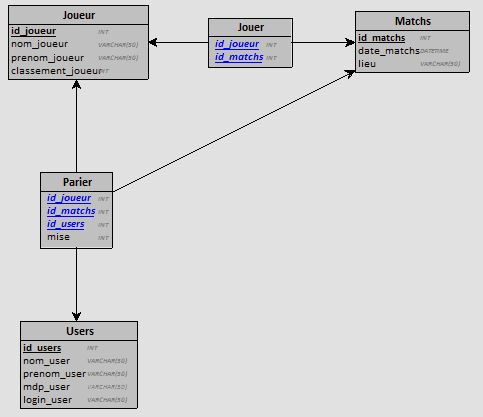 Joueur
id_joueur INT
nom_joueur VARCHAR(50)
prenom_joueur VARCHAR(50)
classement_joueur INT
Jouer
id_joueur INT
id_matchs INT
Matchs
id_matchs INT
date_matchs DATETIME
lieu VARCHAR(50)
Parier
id_joueur INT
id_matchs INT
id_users INT
mise INT
Users
id_users INT
nom_user VARCHAR(50)
prenom_user VARCHAR(50)
mdp_user VARCHAR(50)
login_user VARCHAR(50)